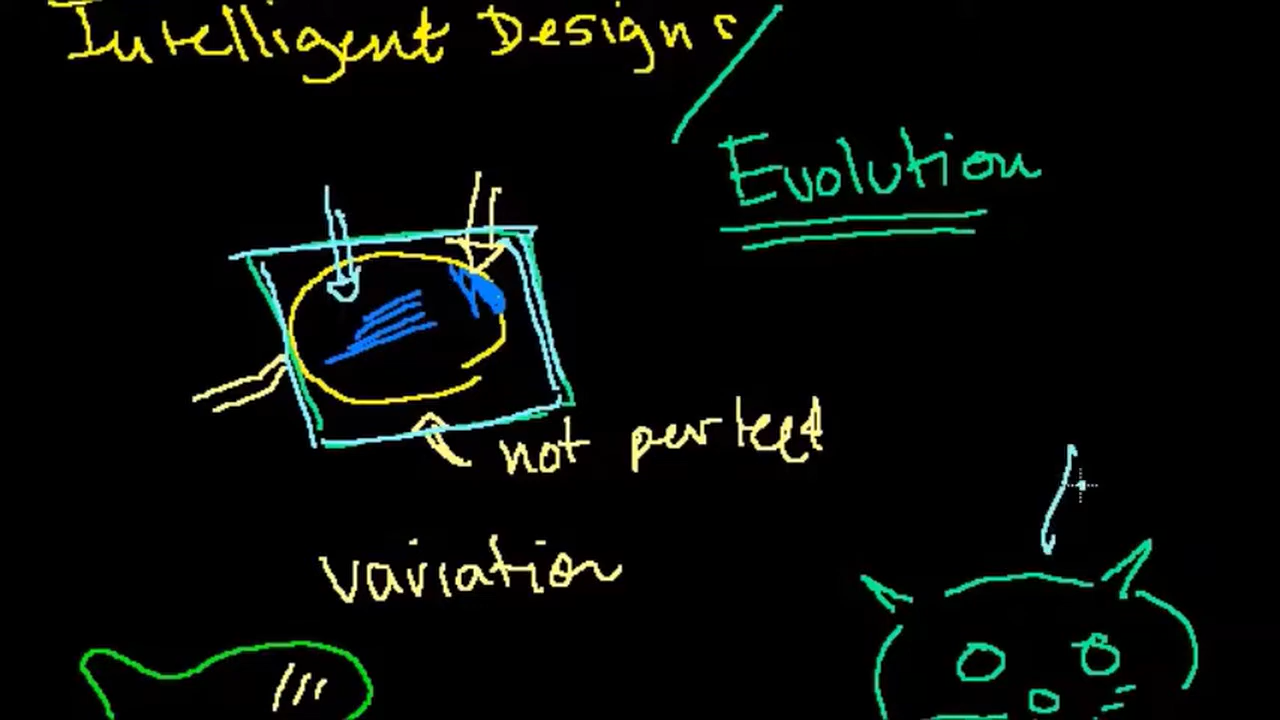 Intelligent Design
Evolution
not perfect
variation